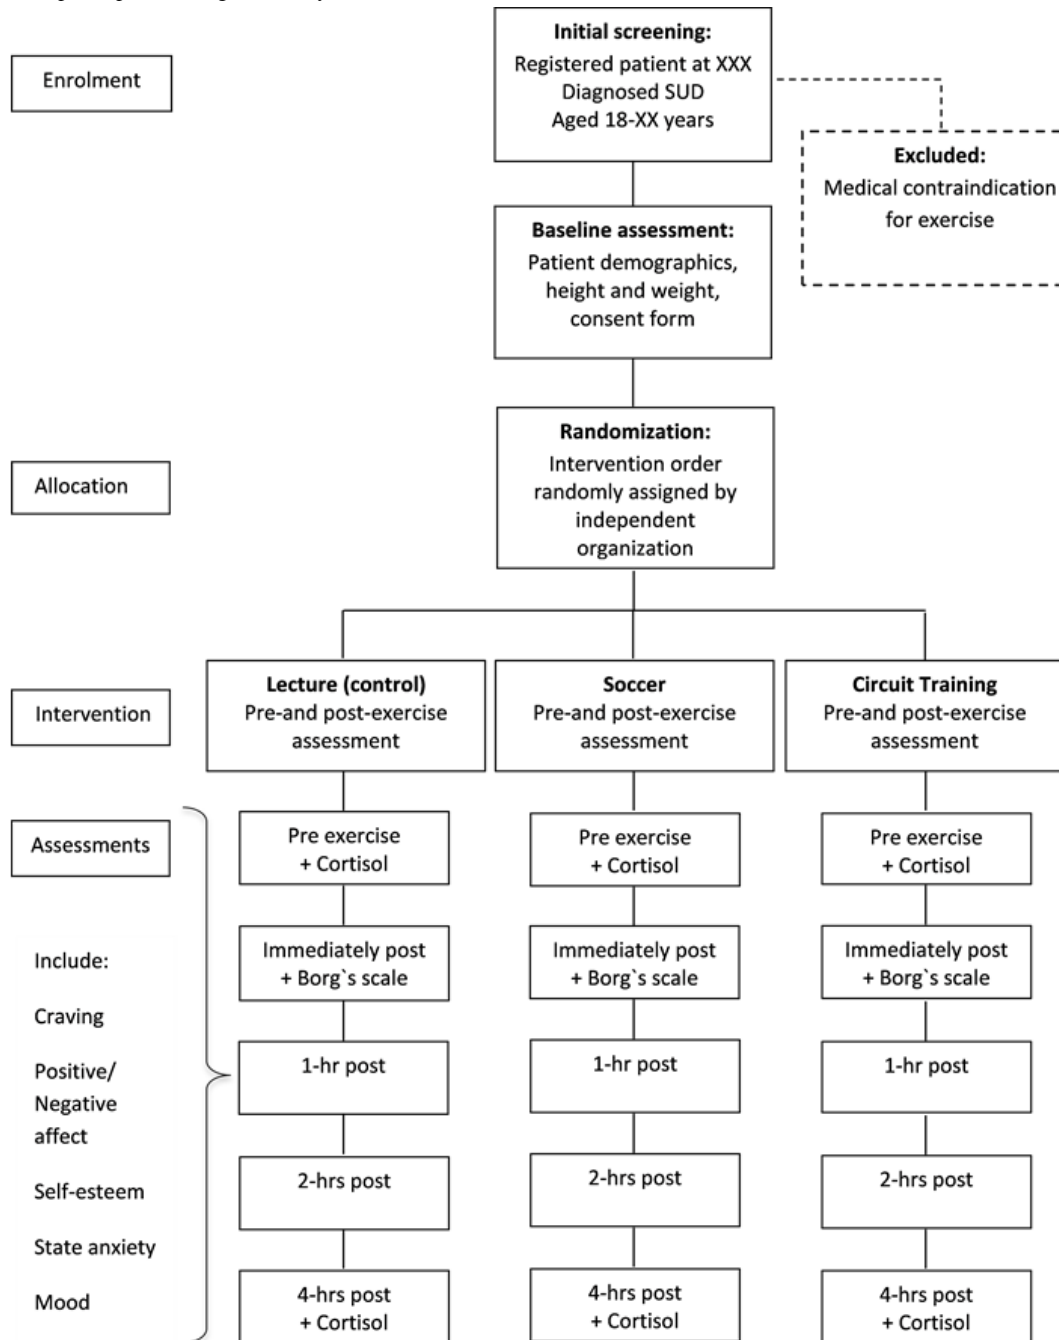 Initial screening:
Registered patient at XXX
Diagnosed SUD
Aged 18-XX years
Enrolment
Excluded:
Medical contraindication
for exercise
Baseline assessment:
Patient demographics,
height and weight,
consent form
Randomization:
Intervention order
randomly assigned by
independent
organization
Allocation
Intervention
Lecture (control)
Pre-and post-exercise
assessment
Soccer
Pre-and post-exercise
assessment
Circuit Training
Pre-and post-exercise
assessment
Assessments
Include:
Craving
Positive/
Negative
affect
Self-esteem
State anxiety
Mood
Pre exercise
+ Cortisol
Immediately post
+ Borg`s scale
1-hr post
2-hrs post
4-hrs post
+ Cortisol
Pre exercise
+ Cortisol
Immediately post
+ Borg`s scale
1-hr post
2-hrs post
4-hrs post
+ Cortisol
Pre exercise
+ Cortisol
Immediately post
+ Borg`s scale
1-hr post
2-hrs post
4-hrs post
+ Cortisol